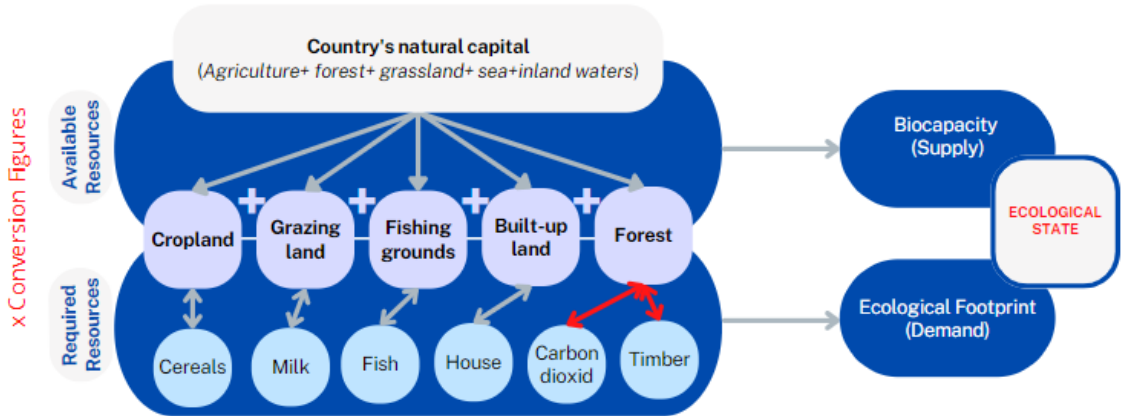 Country's natural capital
(Agriculture+ forest+ grassland+ sea+inland waters)
x Conversion Figures
Available
Resources
Biocapacity
(Supply)
+ + + +
Cropland
Grazing
land
Fishing
grounds
Built-up
land
Forest
ECOLOGICAL
STATE
Required
Resources
Cereals
Milk
Fish
House
Carbon
dioxid
Timber
Ecological Footprint
(Demand)